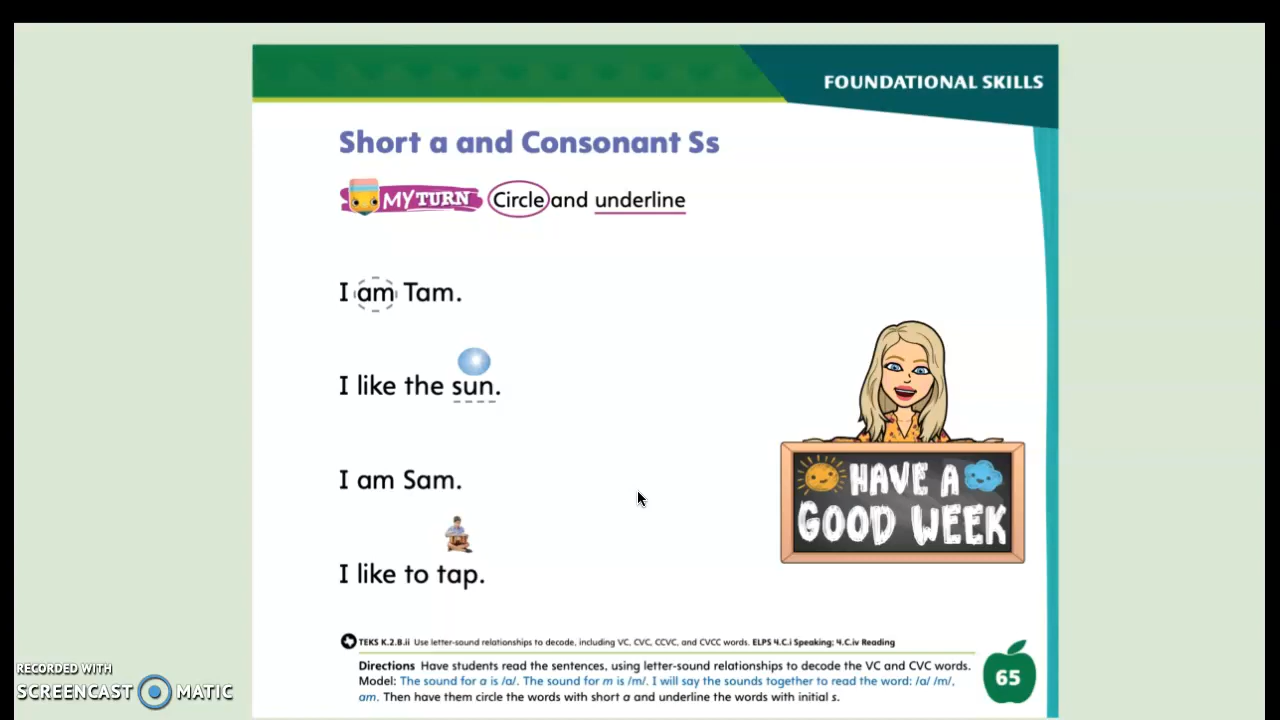 FOUNDATIONAL SKILLS
Short a and Consonant Ss
MY TURN Circle and underline
I am Tam.
I like the sun.
I am Sam.
I like to tap.
HAVE A
GOOD WEEK
TEKS K.2.B.ii Use letter-sound relationships to decode, including VC, CVC, CCVC, and CVCC words. ELPS 4.C.i Speaking; 4.C.iv Reading
Directions Have students read the sentences, using letter-sound relationships to decode the VC and CVC words.
Model: The sound for a is /a/. The sound for m is /m/. I will say the sounds together to read the word: /a/ /m/,
am. Then have them circle the words with short a and underline the words with initial s.
65
RECORDED WITH
SCREENCAST MATIC